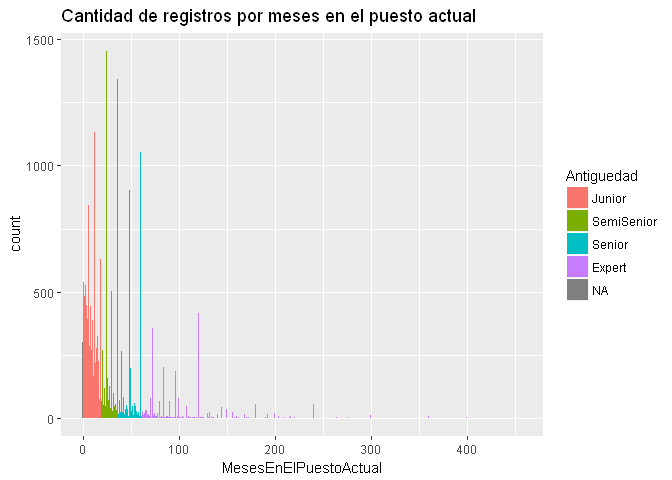 Cantidad de registros por meses en el puesto actual
1500
1000
500
0
count
0 100 200 300 400
MesesEnElPuestoActual
Antiguedad
Junior
SemiSenior
Senior
Expert
NA